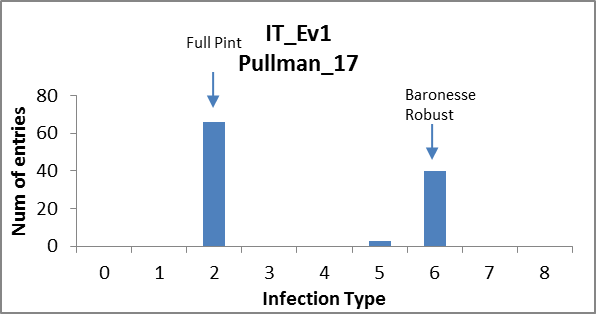 IT_Ev1
Pullman_17
Full Pint
Baronesse
Robust
80
60
40
20
0
Num of entries
0 1 2 3 4 5 6 7 8
Infection Type